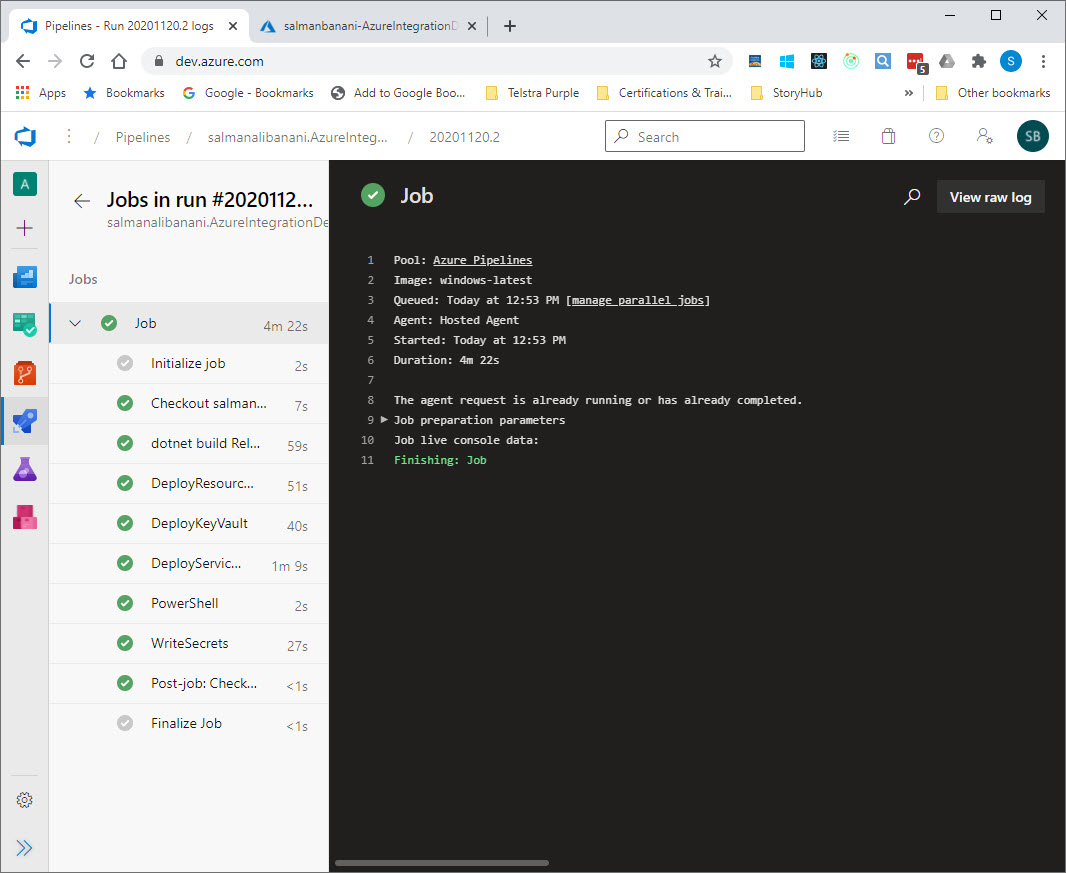 Pipelines - Run 20201120.2 logs
salmanbanani-AzureIntegrationD
dev.azure.com
5
S
Apps
Bookmarks
Google - Bookmarks
Add to Google Boo...
Telstra Purple
Certifications & Trai...
StoryHub
Other bookmarks
/ Pipelines / salmanalibanani.AzureInteg... / 20201120.2
Search
SB
A
Jobs in run #2020112...
salmanalibanani.AzureIntegrationDe
Jobs
Job 4m 22s
Initialize job 2s
Checkout salman... 7s
dotnet build Rel... 59s
DeployResourc... 51s
DeployKeyVault 40s
DeployServic... 1m 9s
PowerShell 2s
WriteSecrets 27s
Post-job: Check... <1s
Finalize Job <1s
Job
View raw log
1 Pool: Azure Pipelines
2 Image: windows-latest
3 Queued: Today at 12:53 PM [manage parallel jobs]
4 Agent: Hosted Agent
5 Started: Today at 12:53 PM
6 Duration: 4m 22s
7
8 The agent request is already running or has already completed.
9 Job preparation parameters
10 Job live console data:
11 Finishing: Job